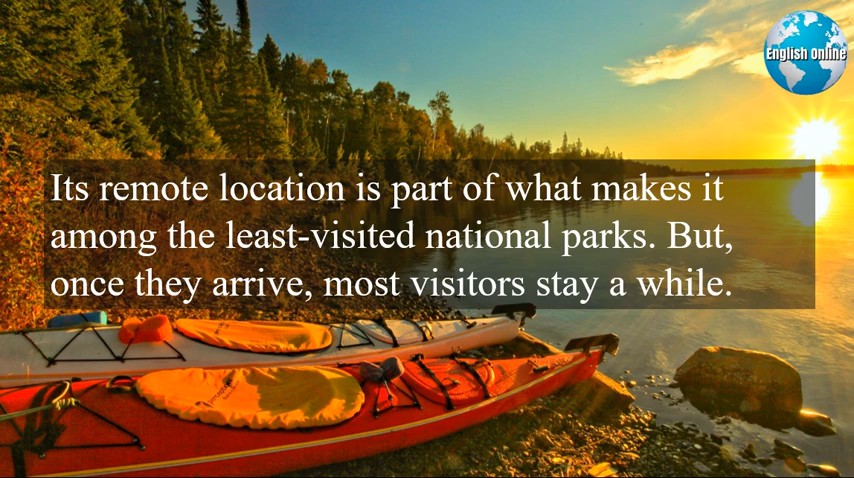 English Online
Its remote location is part of what makes it
among the least-visited national parks. But,
once they arrive, most visitors stay a while.